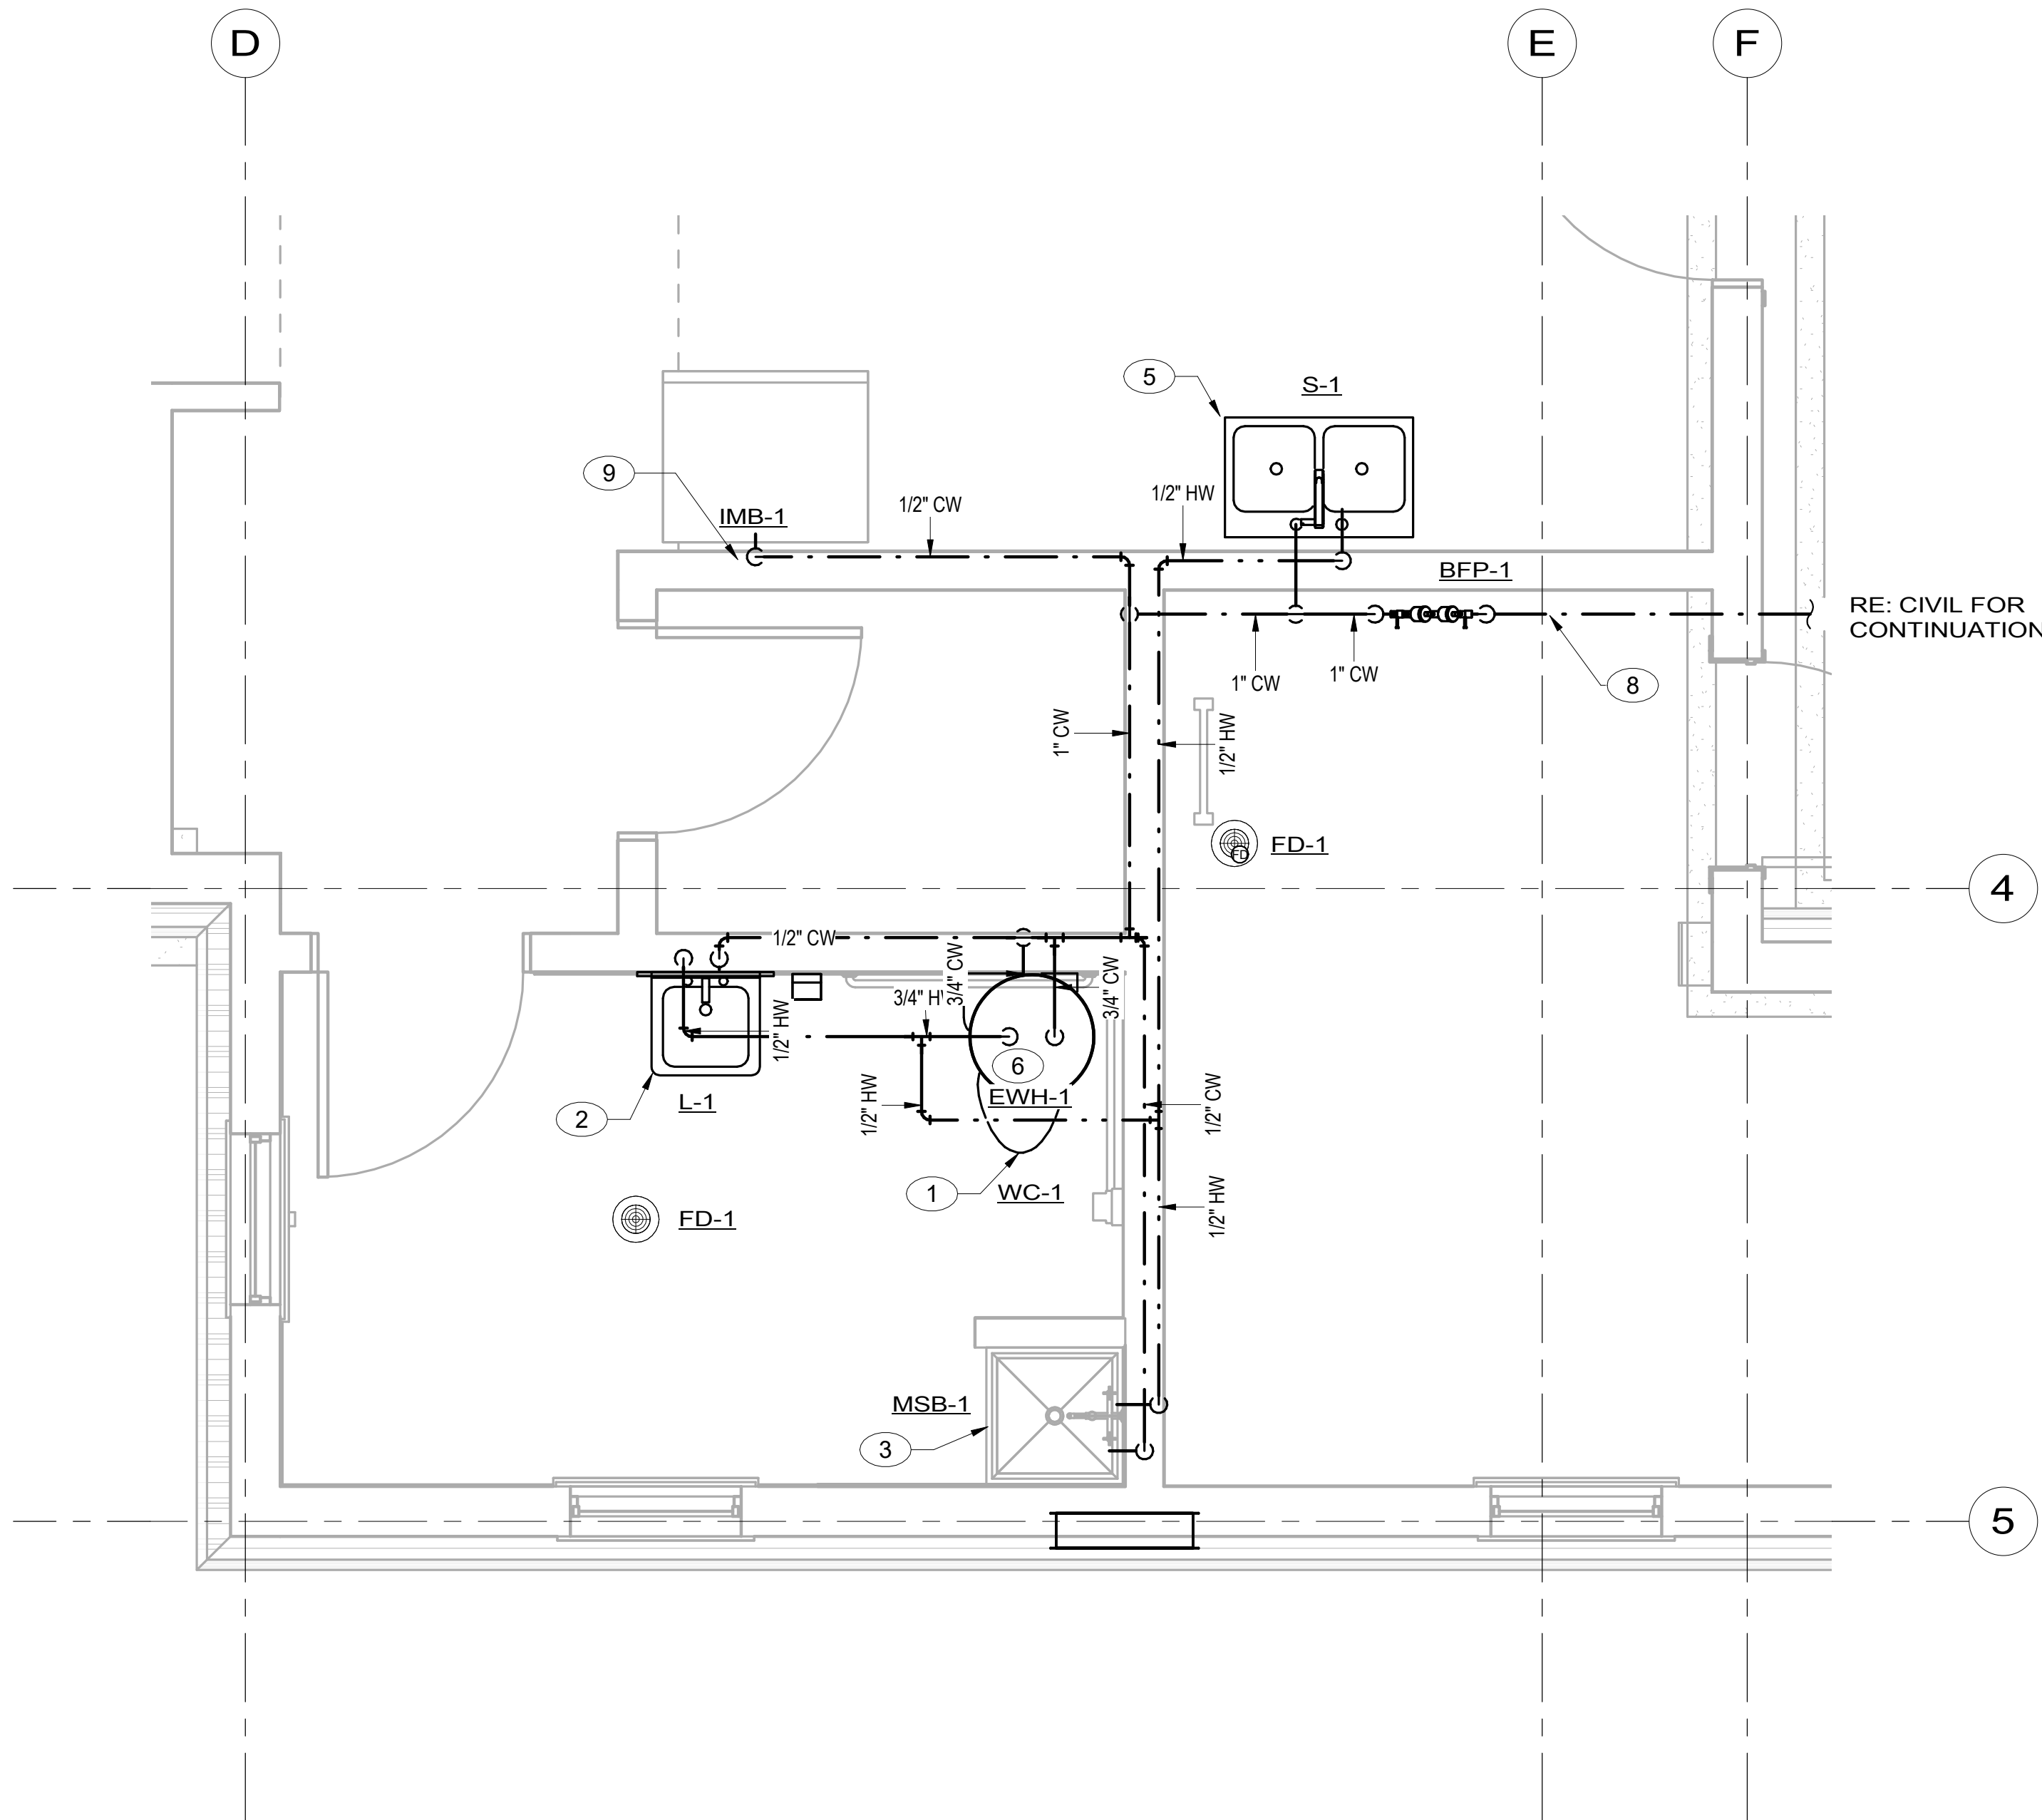 D
E
F
5
S-1
9
IMB-1
1/2" CW
1/2" HW
BFP-1
RE: CIVIL FOR
CONTINUATION
1" CW
1" CW
8
1" CW
1/2" HW
FD
FD-1
4
1/2" CW
3/4" CW
3/4" CW
3/4" H
1/2" HW
6
EWH-1
2
L-1
1/2" HW
1/2" CW
1
WC-1
1/2" HW
FD-1
MSB-1
3
5